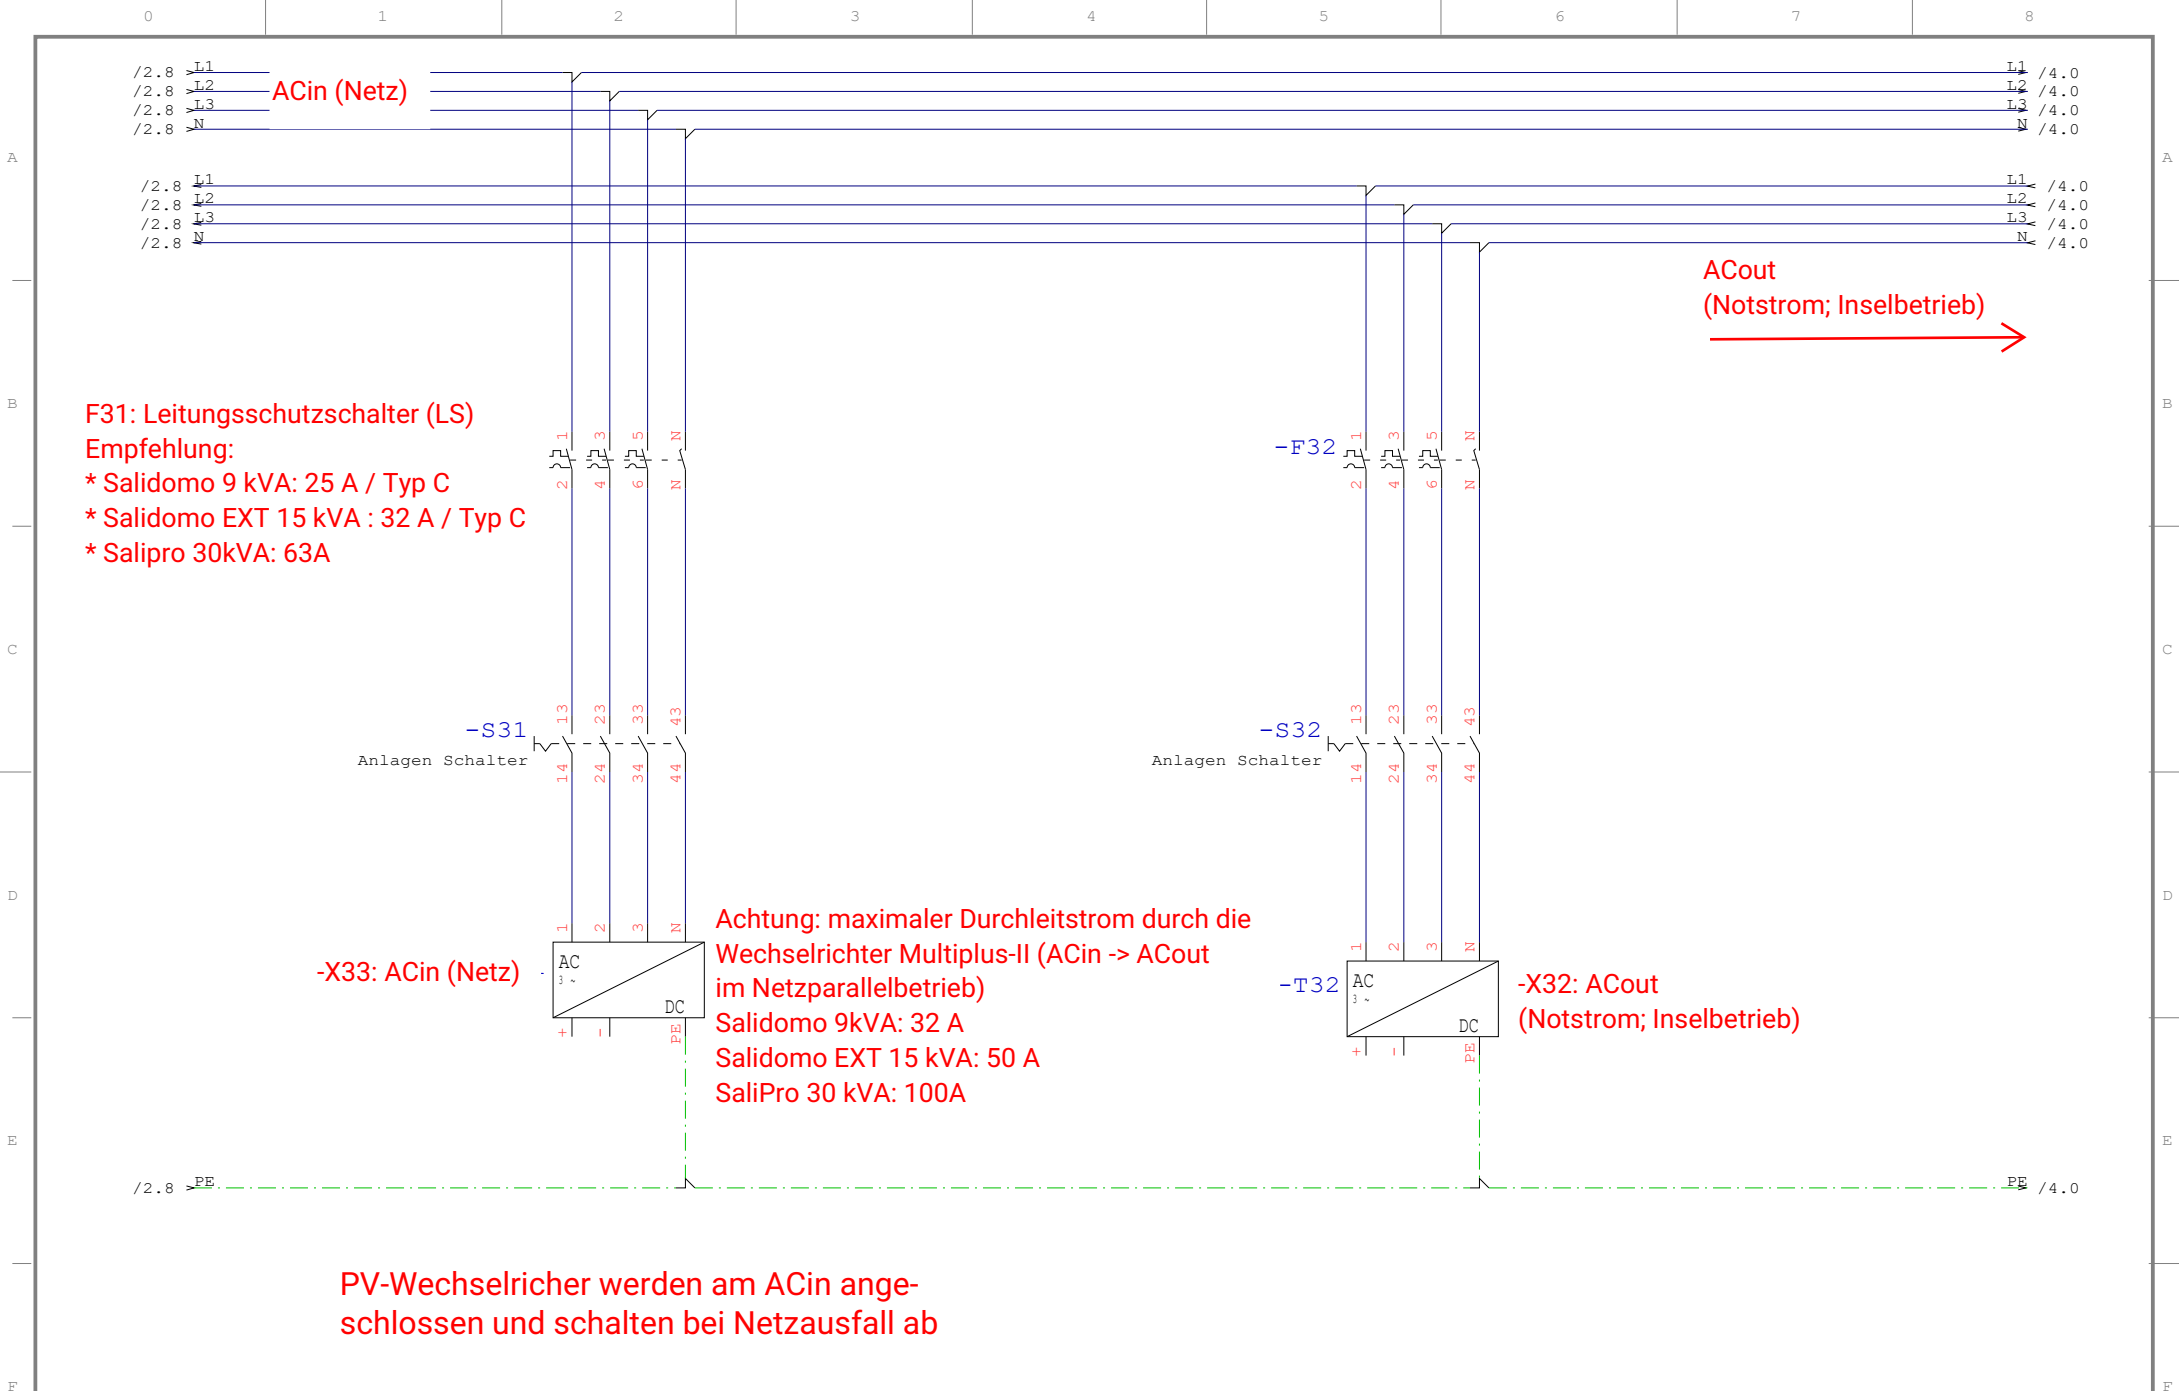 0 1 2 3 4 5 6 7 8
/2.8 L1 L1 /4.0
/2.8 L2 ACin (Netz) L2 /4.0
/2.8 L3 L3 /4.0
/2.8 N N /4.0
A A
/2.8 L1 L1 /4.0
/2.8 L2 L2 /4.0
/2.8 L3 L3 /4.0
/2.8 N N /4.0
ACout
(Notstrom; Inselbetrieb)
B B
F31: Leitungsschutzschalter (LS)
Empfehlung:
* Salidomo 9 kVA: 25 A / Typ C
* Salidomo EXT 15 kVA : 32 A / Typ C
* Salipro 30kVA: 63A
1 3 5 N
2 4 6 N
-F32
1 3 5 N
2 4 6 N
C C
-S31
Anlagen Schalter
13 23 33 43
14 24 34 44
-S32
Anlagen Schalter
13 23 33 43
14 24 34 44
D D
1 2 3 N
-X33: ACin (Netz) -
AC
3 ~
DC
+ - PE
Achtung: maximaler Durchleitstrom durch die
Wechselrichter Multiplus-II (ACin -> ACout
im Netzparallelbetrieb)
Salidomo 9kVA: 32 A
Salidomo EXT 15 kVA: 50 A
SaliPro 30 kVA: 100A
1 2 3 N
-T32
AC
3 ~
DC
+ - PE
-X32: ACout
(Notstrom; Inselbetrieb)
E E
/2.8 PE PE /4.0
PV-Wechselricher werden am ACin ange-
schlossen und schalten bei Netzausfall ab
F F